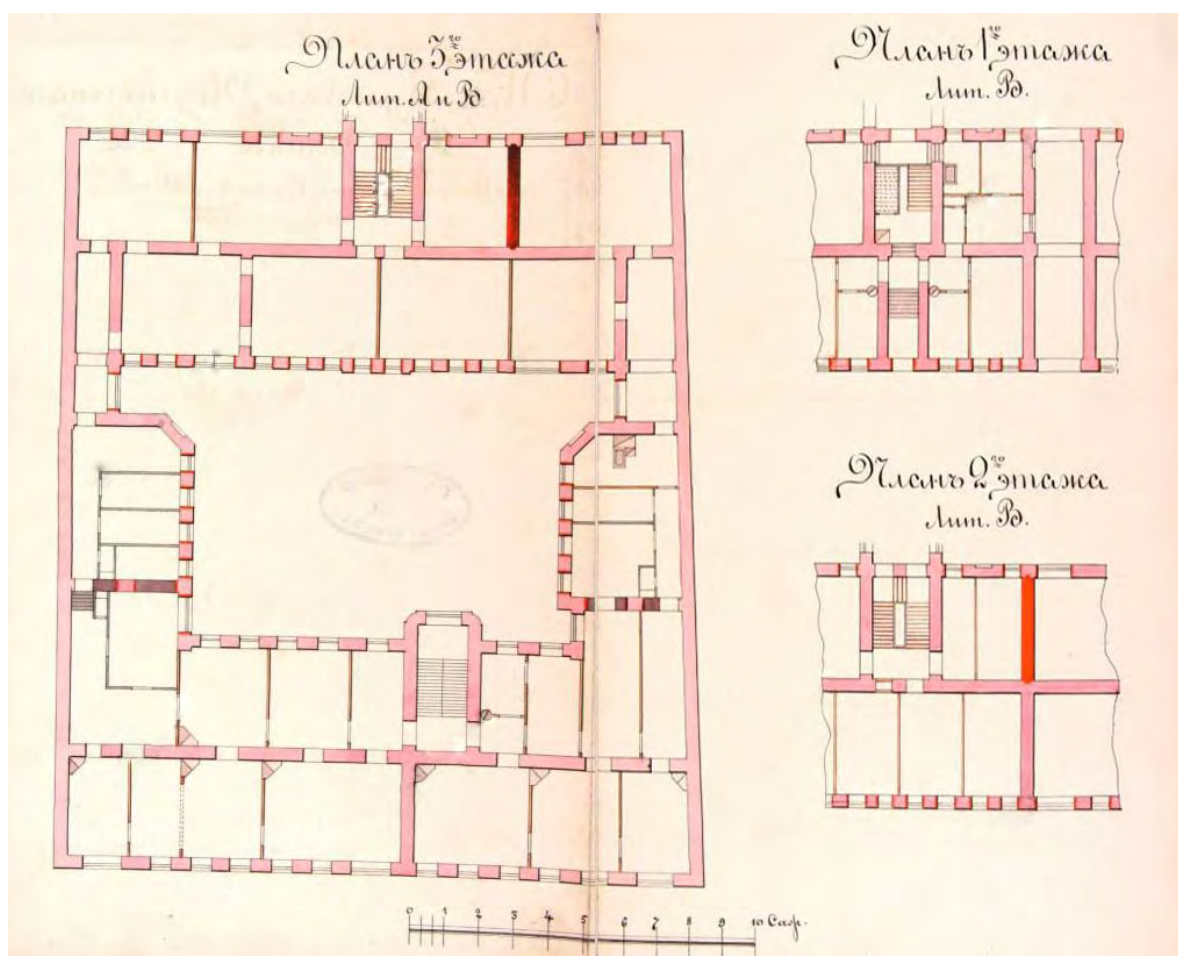 Планъ 3го этажа
Лит. А и В
Планъ 1го этажа
Лит. В.
Планъ 2го этажа
Лит. В.
0 1 2 3 4 5 6 7 8 9 10 Саж.